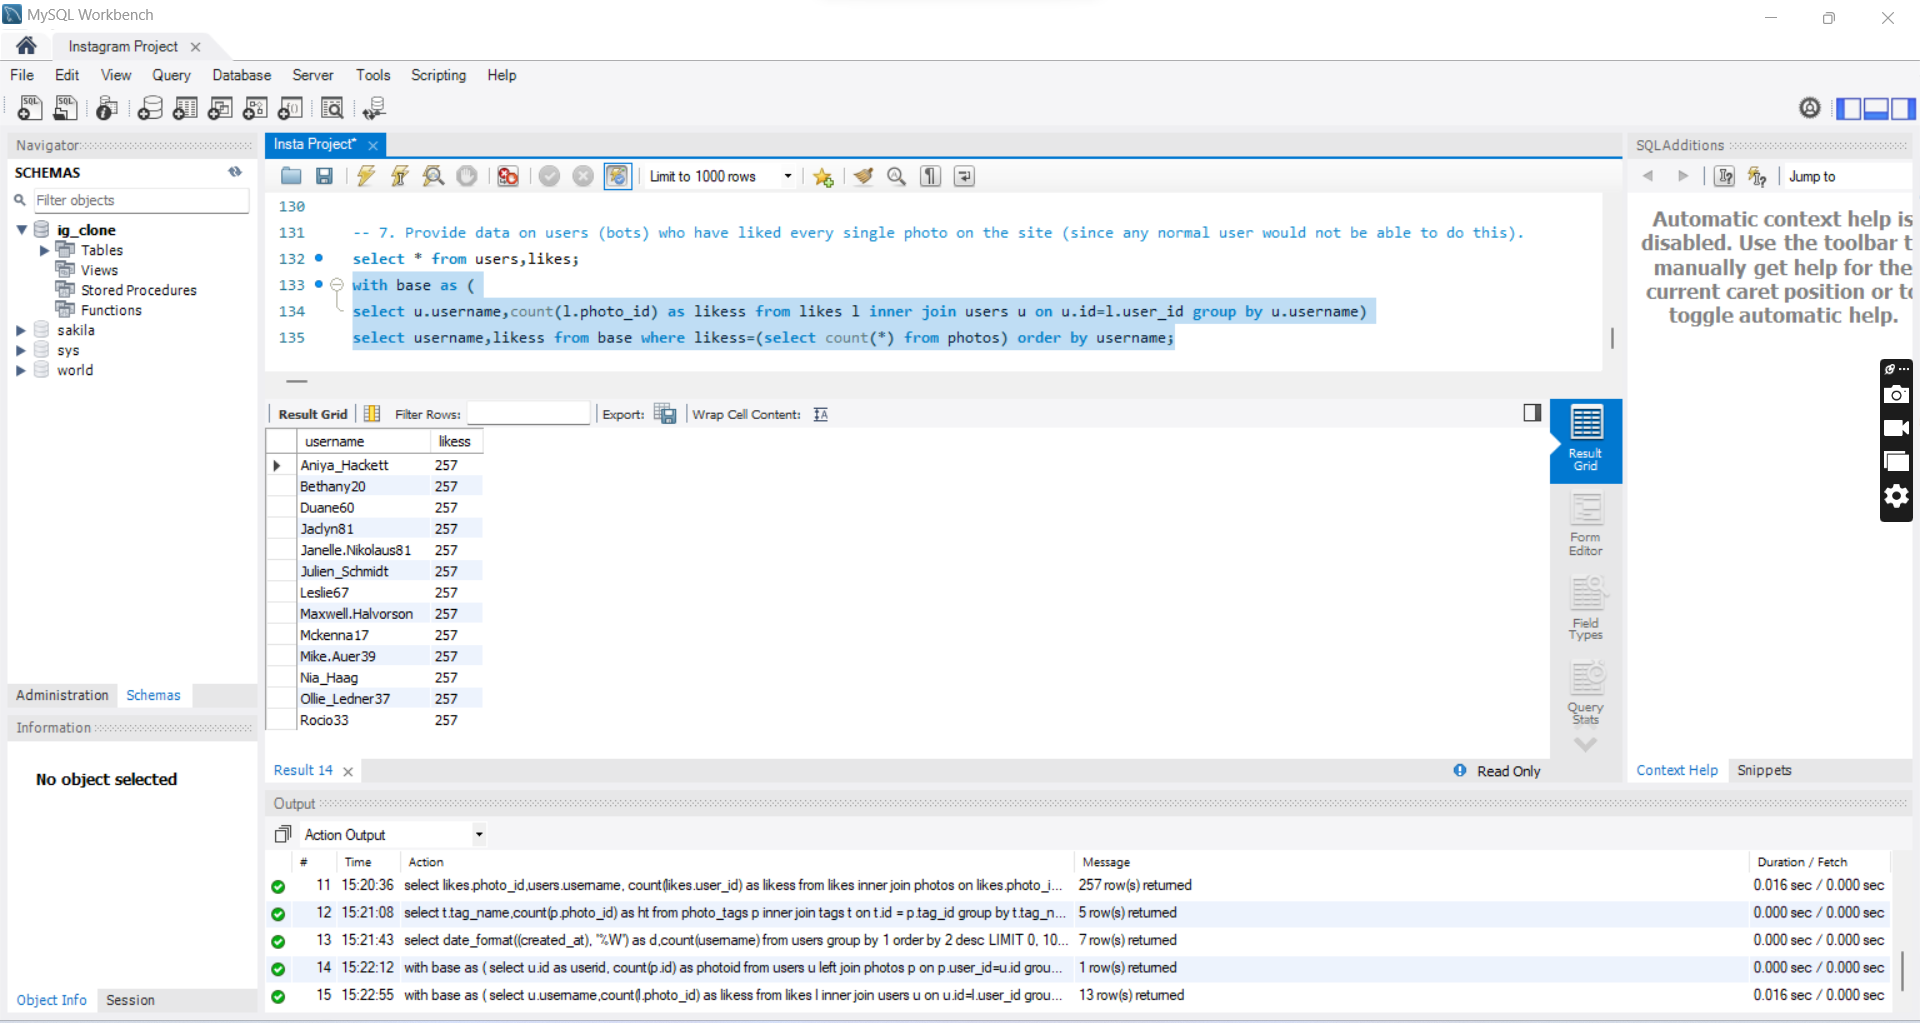 MySQL Workbench
Instagram Project
File Edit View Query Database Server Tools Scripting Help
Navigator
SCHEMAS
Filter objects
ig_clone
Tables
Views
Stored Procedures
Functions
sakila
sys
world
Administration Schemas
Information
No object selected
Object Info Session
Insta Project*
Limit to 1000 rows
130
131 -- 7. Provide data on users (bots) who have liked every single photo on the site (since any normal user would not be able to do this).
132 select * from users,likes;
133 with base as (
134 select u.username,count(l.photo_id) as likess from likes l inner join users u on u.id=l.user_id group by u.username)
135 select username,likess from base where likess=(select count(*) from photos) order by username;
Result Grid Filter Rows: Export: Wrap Cell Content:
username likess
Aniya_Hackett 257
Bethany20 257
Duane60 257
Jaclyn81 257
Janelle.Nikolaus81 257
Julien_Schmidt 257
Leslie67 257
Maxwell.Halvorson 257
Mckenna17 257
Mike.Auer39 257
Nia_Haag 257
Ollie_Ledner37 257
Rocio33 257
Result
Grid
Form
Editor
Field
Types
Query
Stats
Result 14
Read Only
SQLAdditions
Jump to
Automatic context help is
disabled. Use the toolbar t
manually get help for the
current caret position or to
toggle automatic help.
Context Help Snippets
Output
Action Output
# Time Action Message Duration / Fetch
11 15:20:36 select likes.photo_id,users.username, count(likes.user_id) as likess from likes inner join photos on likes.photo_i... 257 row(s) returned 0.016 sec / 0.000 sec
12 15:21:08 select t.tag_name,count(p.photo_id) as ht from photo_tags p inner join tags t on t.id = p.tag_id group by t.tag_n... 5 row(s) returned 0.000 sec / 0.000 sec
13 15:21:43 select date_format((created_at), "%W") as d,count(username) from users group by 1 order by 2 desc LIMIT 0, 10... 7 row(s) returned 0.000 sec / 0.000 sec
14 15:22:12 with base as ( select u.id as userid, count(p.id) as photoid from users u left join photos p on p.user_id=u.id grou... 1 row(s) returned 0.000 sec / 0.000 sec
15 15:22:55 with base as ( select u.username,count(l.photo_id) as likess from likes l inner join users u on u.id=l.user_id grou... 13 row(s) returned 0.016 sec / 0.000 sec